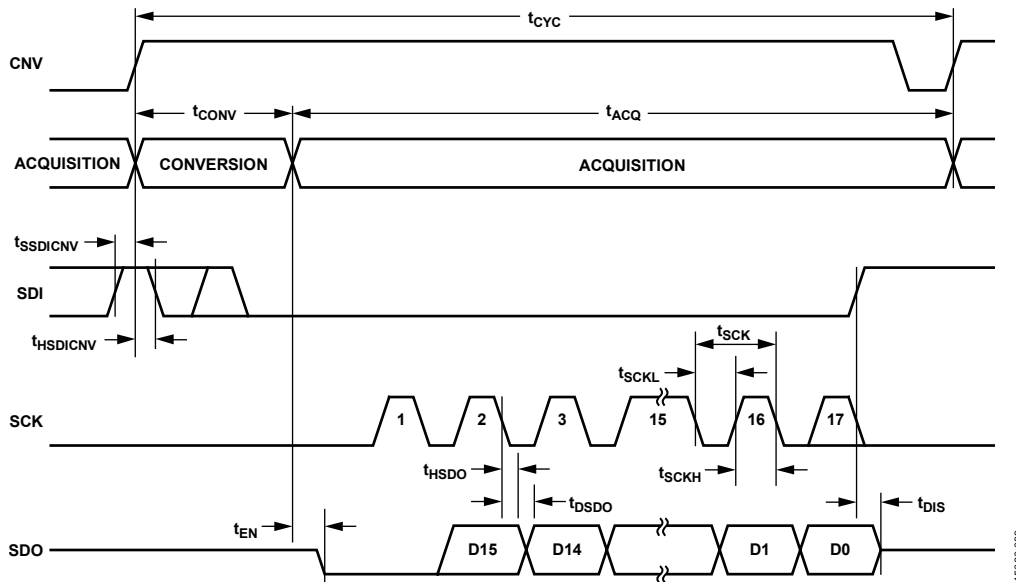 tCYC
CNV
tCONV
tACQ
ACQUISITION
CONVERSION
ACQUISITION
tSSDICNV
SDI
tHSDICNV
tSCK
tSCKL
SCK
1
2
3
15
16
17
tHSDO
tSCKH
tDSDO
tDIS
tEN
SDO
D15
D14
D1
D0